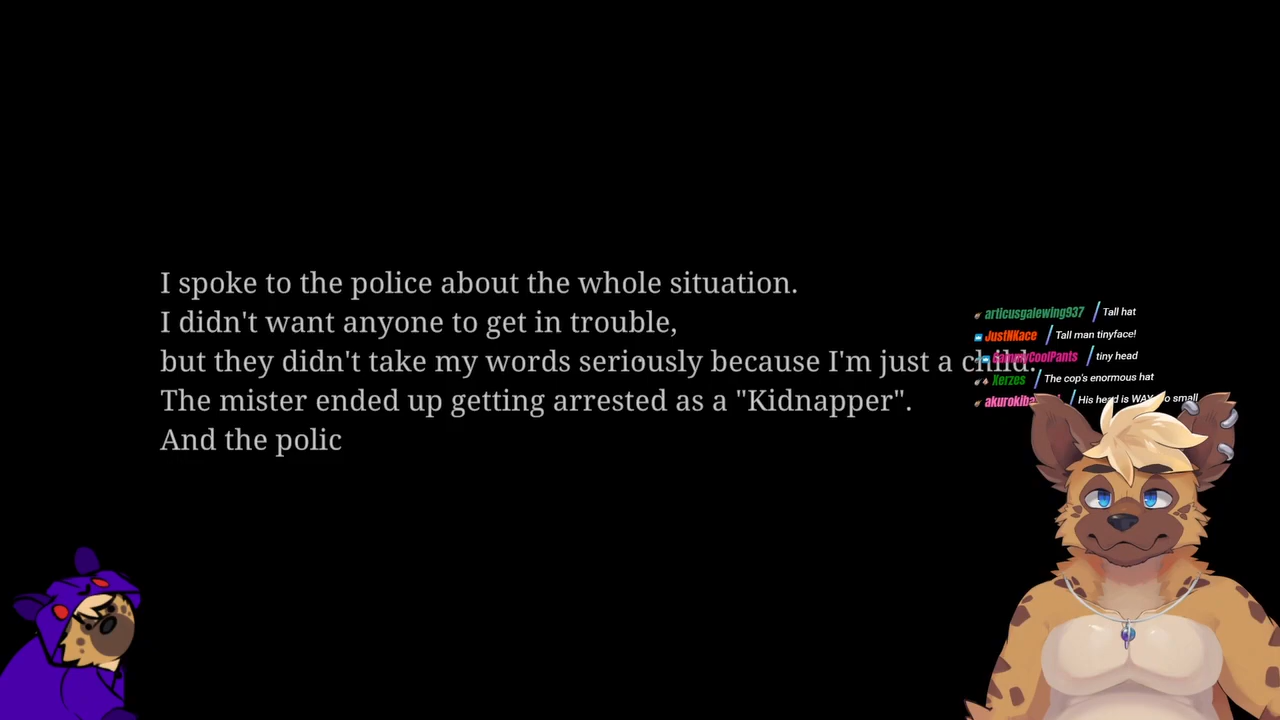 I spoke to the police about the whole situation.
I didn't want anyone to get in trouble,
but they didn't take my words seriously because I'm just a child.
The mister ended up getting arrested as a "Kidnapper".
And the polic
articusgalewing937 / Tall hat
JustNKace / Tall man tinyface!
/ tiny head
Xerzes / The cop's enormous hat
/ His head is small